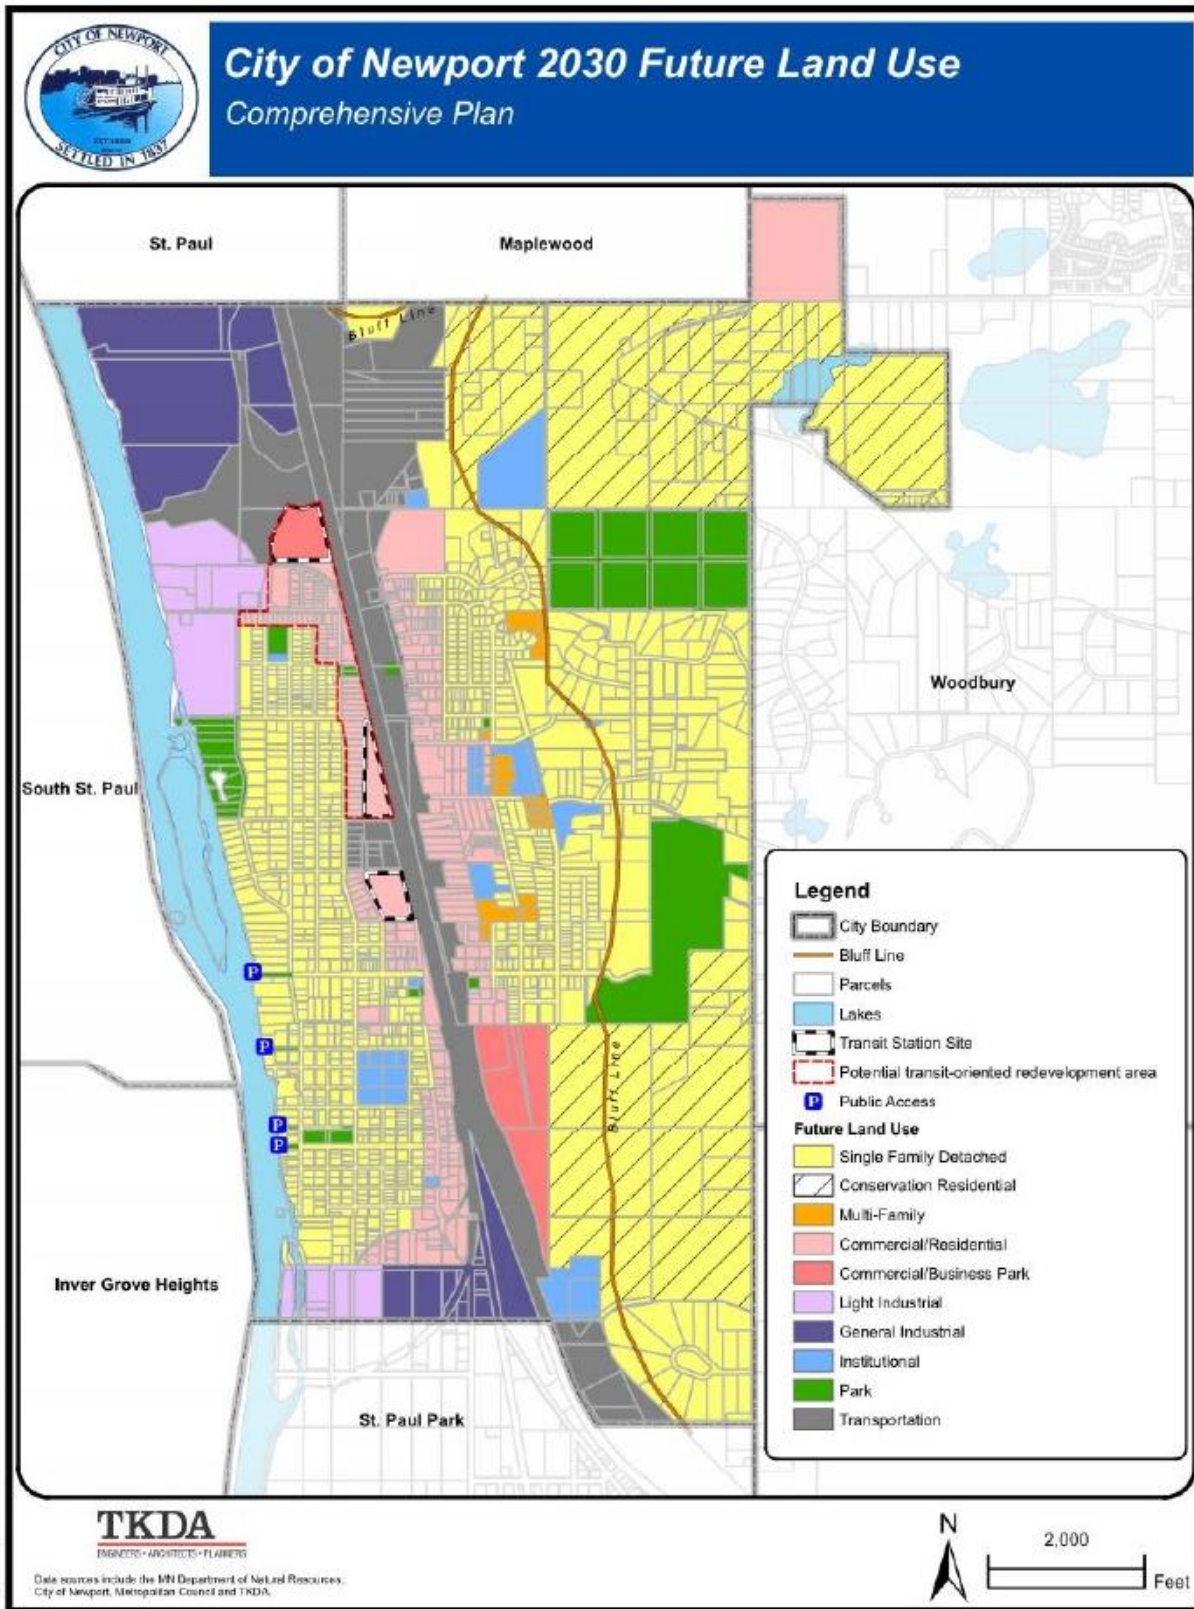 CITY OF NEWPORT
SETTLED IN 1837
City of Newport 2030 Future Land Use
Comprehensive Plan
St. Paul
Maplewood
Bluff Line
Woodbury
South St. Paul
Legend
City Boundary
Bluff Line
Parcels
Lakes
Transit Station Site
Potential transit-oriented redevelopment area
P Public Access
Future Land Use
Single Family Detached
Conservation Residential
Multi-Family
Commercial/Residential
Commercial/Business Park
Light Industrial
General Industrial
Institutional
Park
Transportation
P
P
P
P
Bluff Line
Inver Grove Heights
St. Paul Park
TKDA
ENGINEERS • ARCHITECTS • PLANNERS
Data sources include the MN Department of Natural Resources,
City of Newport, Metropolitan Council and TKDA.
N
2,000
Feet